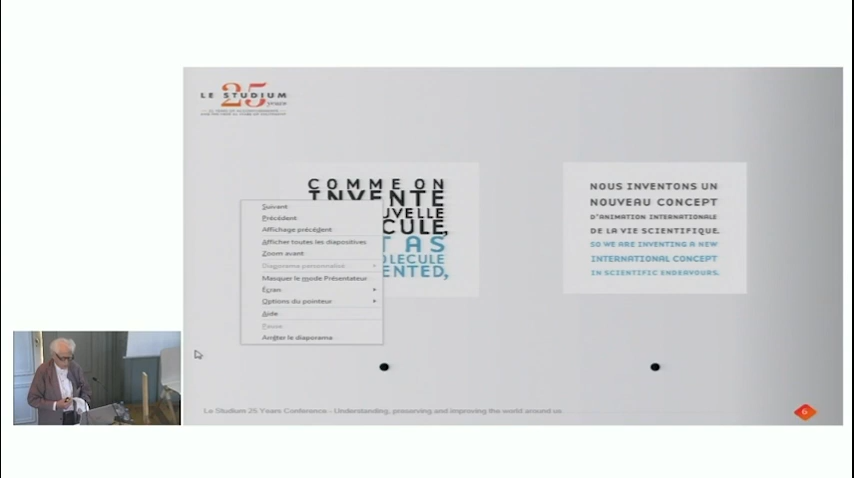 25
LE STUDIUM
years
COMME ON
INVENTE
UVELLE
CULE,
TAS
OLECULE
ENTED,
Suivant
Précédent
Affichage précédent
Afficher toutes les diapositives
Zoom avant
Diaporama personnalisé
Masquer le mode Présentateur
Écran
Options du pointeur
Aide
Pause
Arrêter le diaporama
NOUS INVENTONS UN
NOUVEAU CONCEPT
D'ANIMATION INTERNATIONALE
DE LA VIE SCIENTIFIQUE.
SO WE ARE INVENTING A NEW
INTERNATIONAL CONCEPT
IN SCIENTIFIC ENDEAVOURS.
Le Studium 25 Years Conference - Understanding, preserving and improving the world around us
6